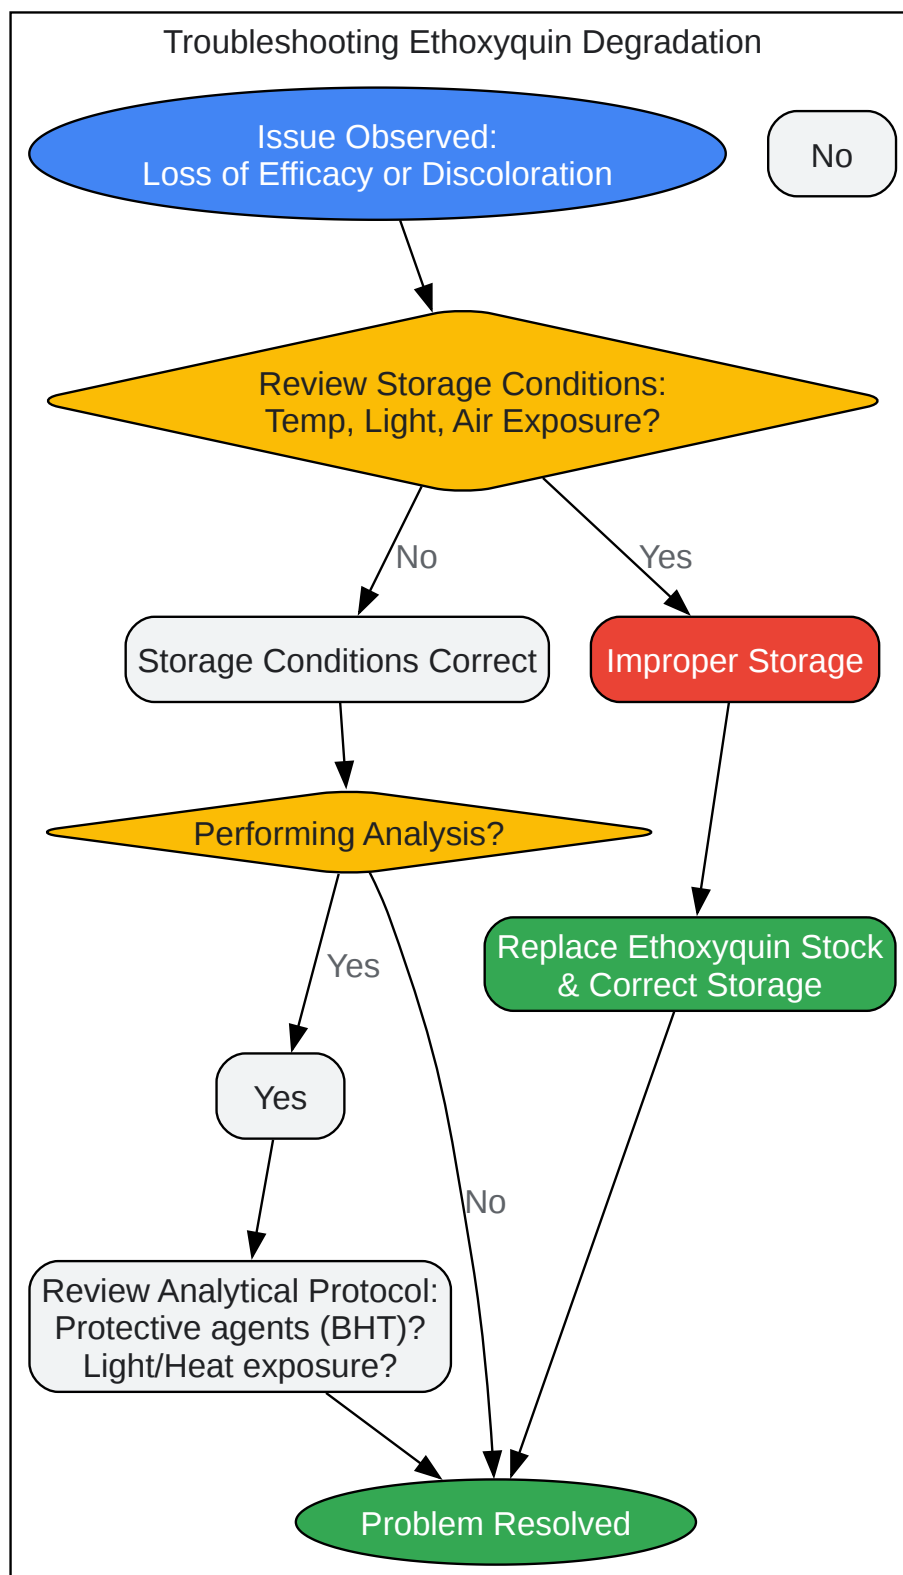 Troubleshooting Ethoxyquin Degradation
Issue Observed:
Loss of Efficacy or Discoloration
No
Review Storage Conditions:
Temp, Light, Air Exposure?
No
Yes
Storage Conditions Correct
Improper Storage
Performing Analysis?
Replace Ethoxyquin Stock
& Correct Storage
Yes
Yes
No
Review Analytical Protocol:
Protective agents (BHT)?
Light/Heat exposure?
Problem Resolved